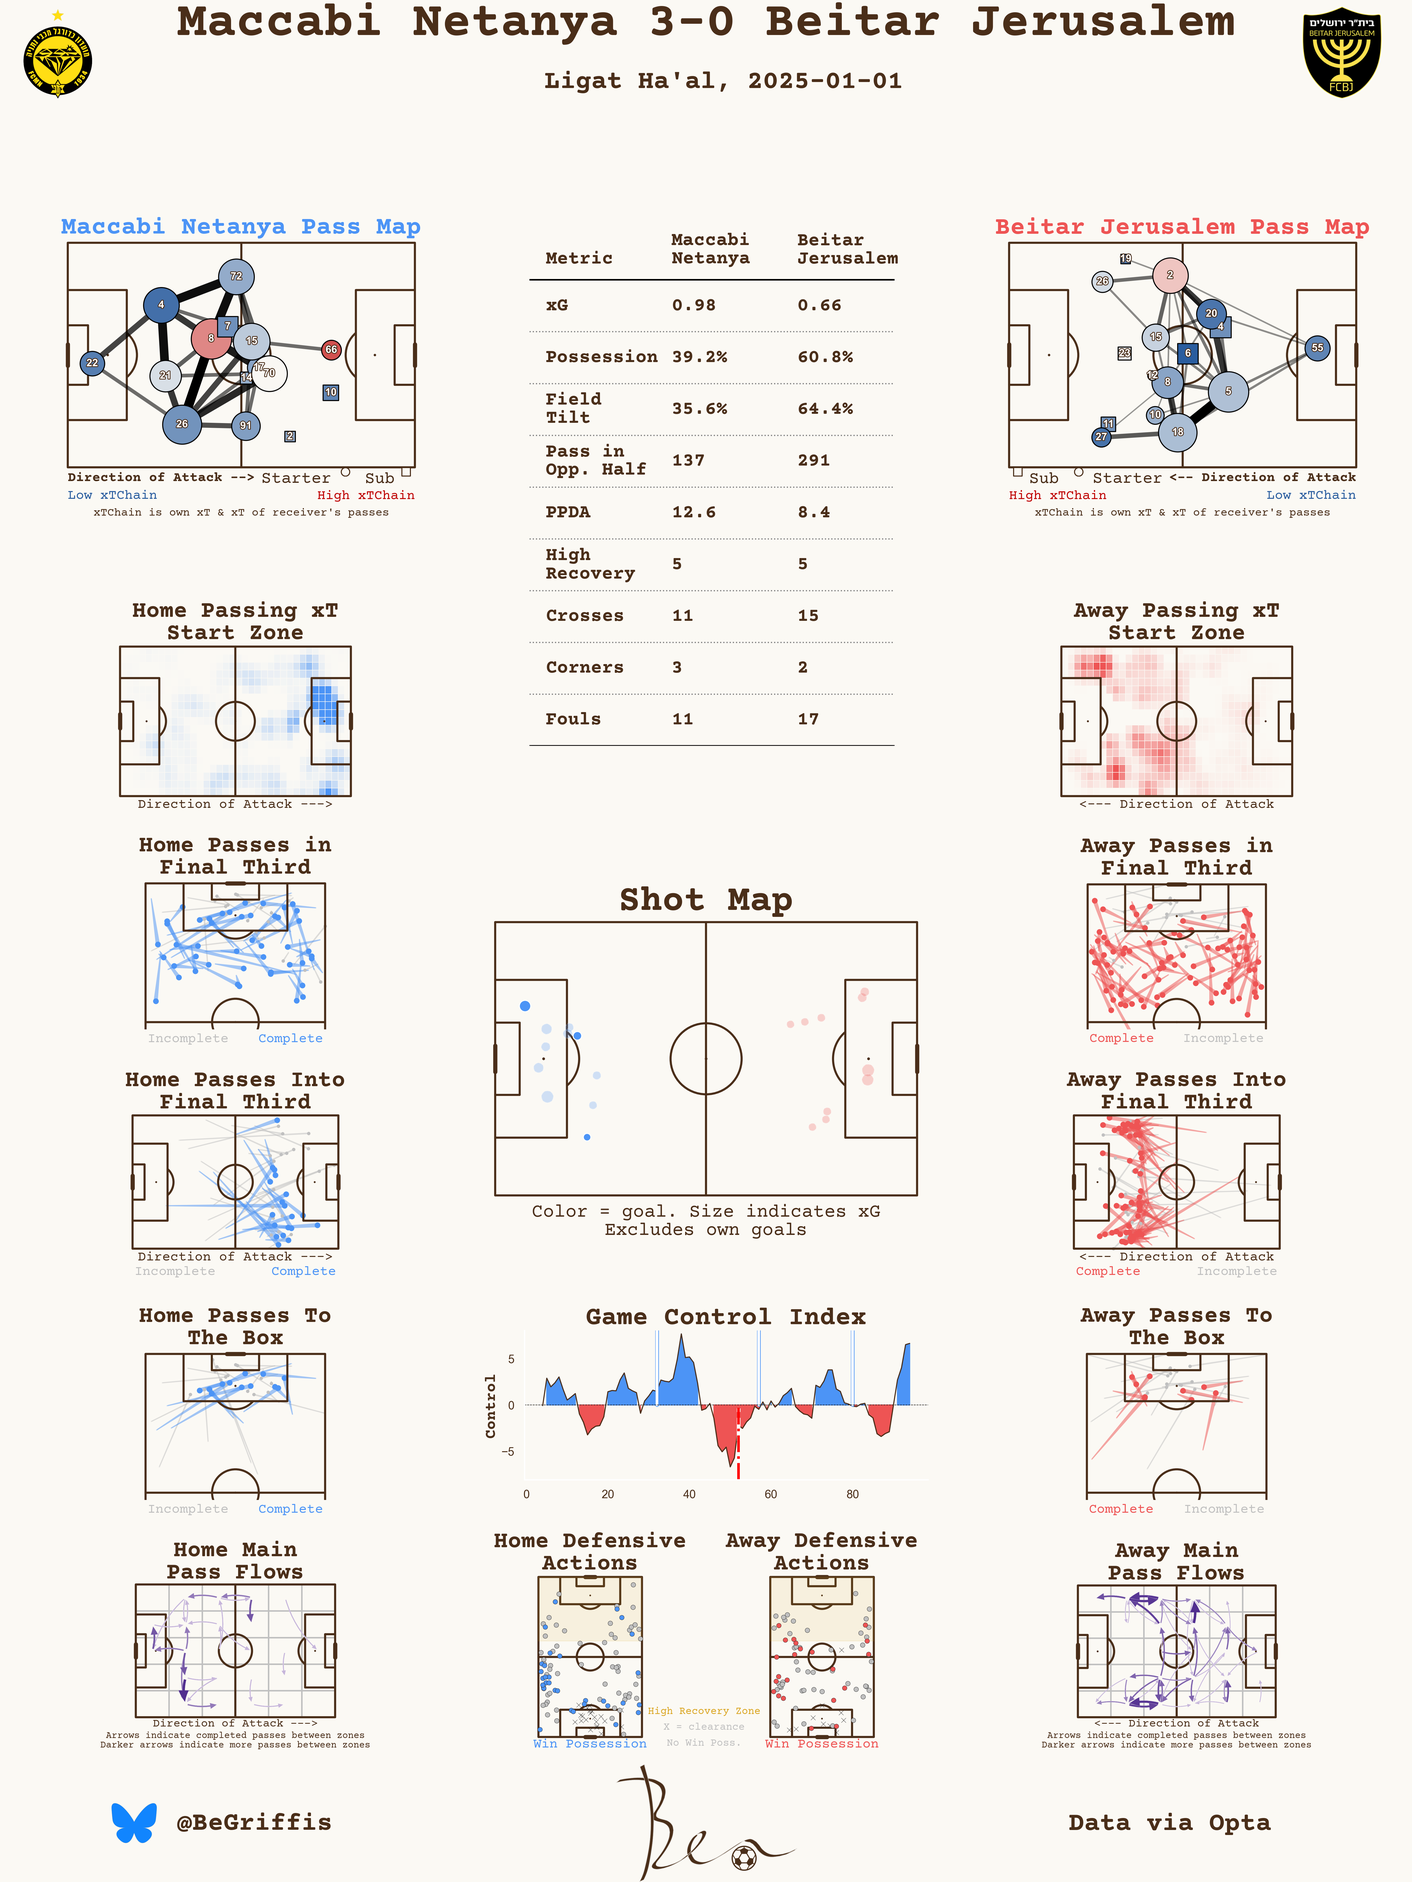 Maccabi Netanya 3-0 Beitar Jerusalem
Ligat Ha'al, 2025-01-01
בית"ר ירושלים
BEITAR JERUSALEM
FCBJ
Maccabi Netanya Pass Map
72
4
7
8
15
66
22
21
17
14
70
10
26
91
2
Direction of Attack --> Starter Sub
Low xTChain High xTChain
xTChain is own xT & xT of receiver's passes
Metric Maccabi Netanya Beitar Jerusalem
xG 0.98 0.66
Possession 39.2% 60.8%
Field Tilt 35.6% 64.4%
Pass in Opp. Half 137 291
PPDA 12.6 8.4
High Recovery 5 5
Crosses 11 15
Corners 3 2
Fouls 11 17
Beitar Jerusalem Pass Map
19
2
26
20
4
15
55
23
6
12
8
5
10
11
27
18
Sub Starter <-- Direction of Attack
High xTChain Low xTChain
xTChain is own xT & xT of receiver's passes
Home Passing xT
Start Zone
Direction of Attack --->
Away Passing xT
Start Zone
<--- Direction of Attack
Home Passes in
Final Third
Incomplete Complete
Away Passes in
Final Third
Complete Incomplete
Shot Map
Color = goal. Size indicates xG
Excludes own goals
Home Passes Into
Final Third
Direction of Attack --->
Incomplete Complete
Away Passes Into
Final Third
<--- Direction of Attack
Complete Incomplete
Home Passes To
The Box
Incomplete Complete
Game Control Index
Control
5
0
−5
0 20 40 60 80
Away Passes To
The Box
Complete Incomplete
Home Main
Pass Flows
Direction of Attack --->
Arrows indicate completed passes between zones
Darker arrows indicate more passes between zones
Home Defensive
Actions
Win Possession
High Recovery Zone
X = clearance
No Win Poss.
Away Defensive
Actions
Win Possession
Away Main
Pass Flows
<--- Direction of Attack
Arrows indicate completed passes between zones
Darker arrows indicate more passes between zones
@BeGriffis
Ben
Data via Opta